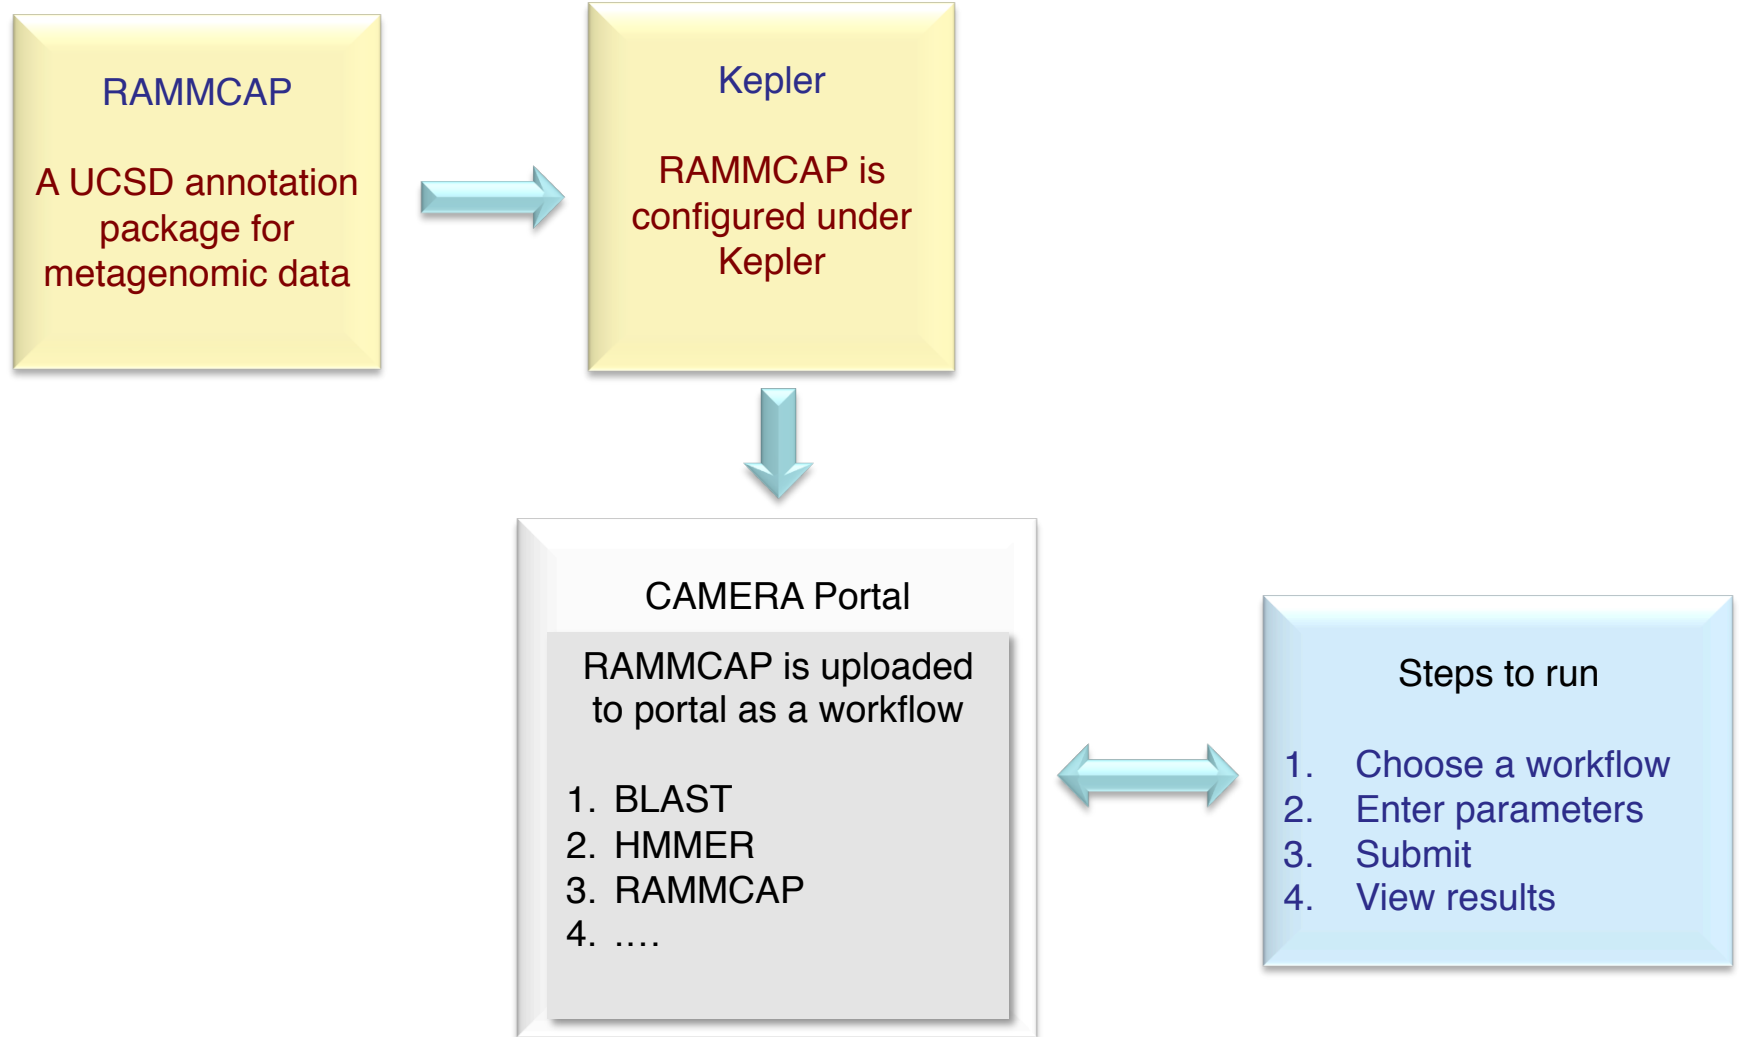 RAMMCAP
A UCSD annotation
package for
metagenomic data
Kepler
RAMMCAP is
configured under
Kepler
CAMERA Portal
RAMMCAP is uploaded
to portal as a workflow
1. BLAST
2. HMMER
3. RAMMCAP
4. ....
Steps to run
1. Choose a workflow
2. Enter parameters
3. Submit
4. View results